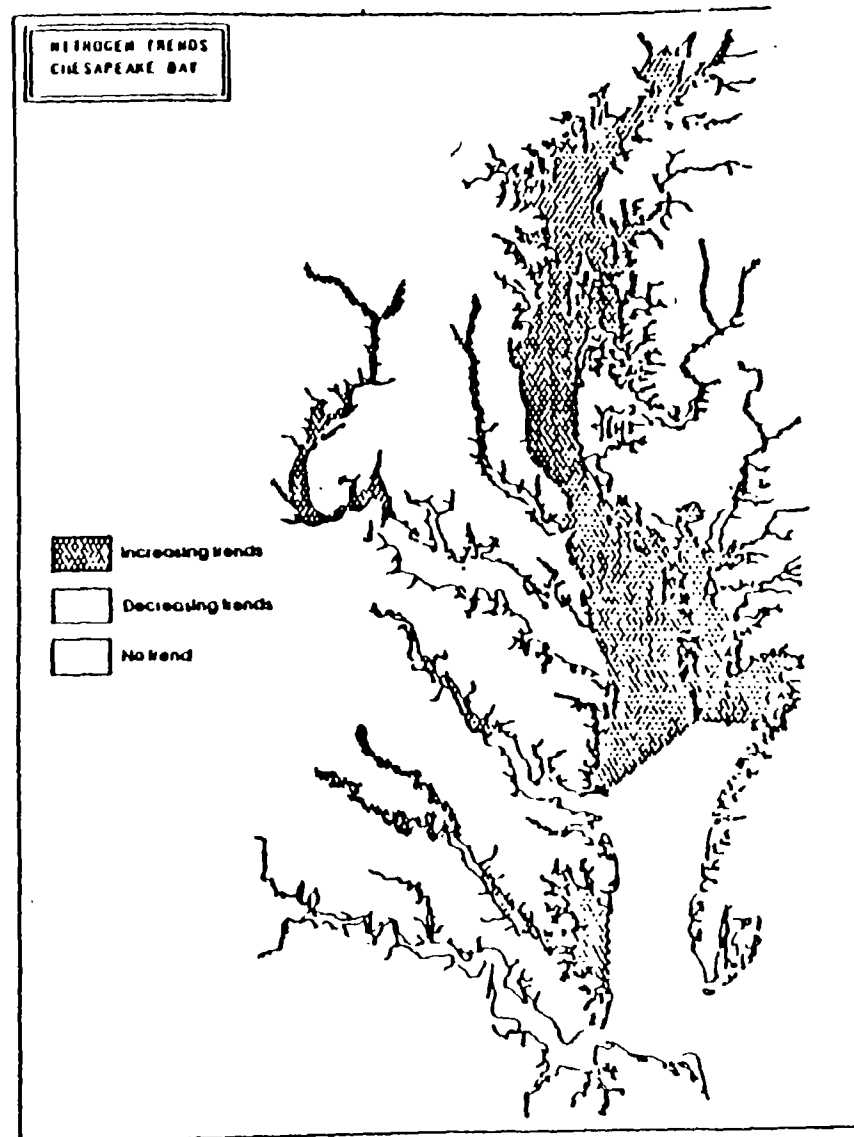 NITROGEN TRENDS
CHESAPEAKE BAY
Increasing trends
Decreasing trends
No trend